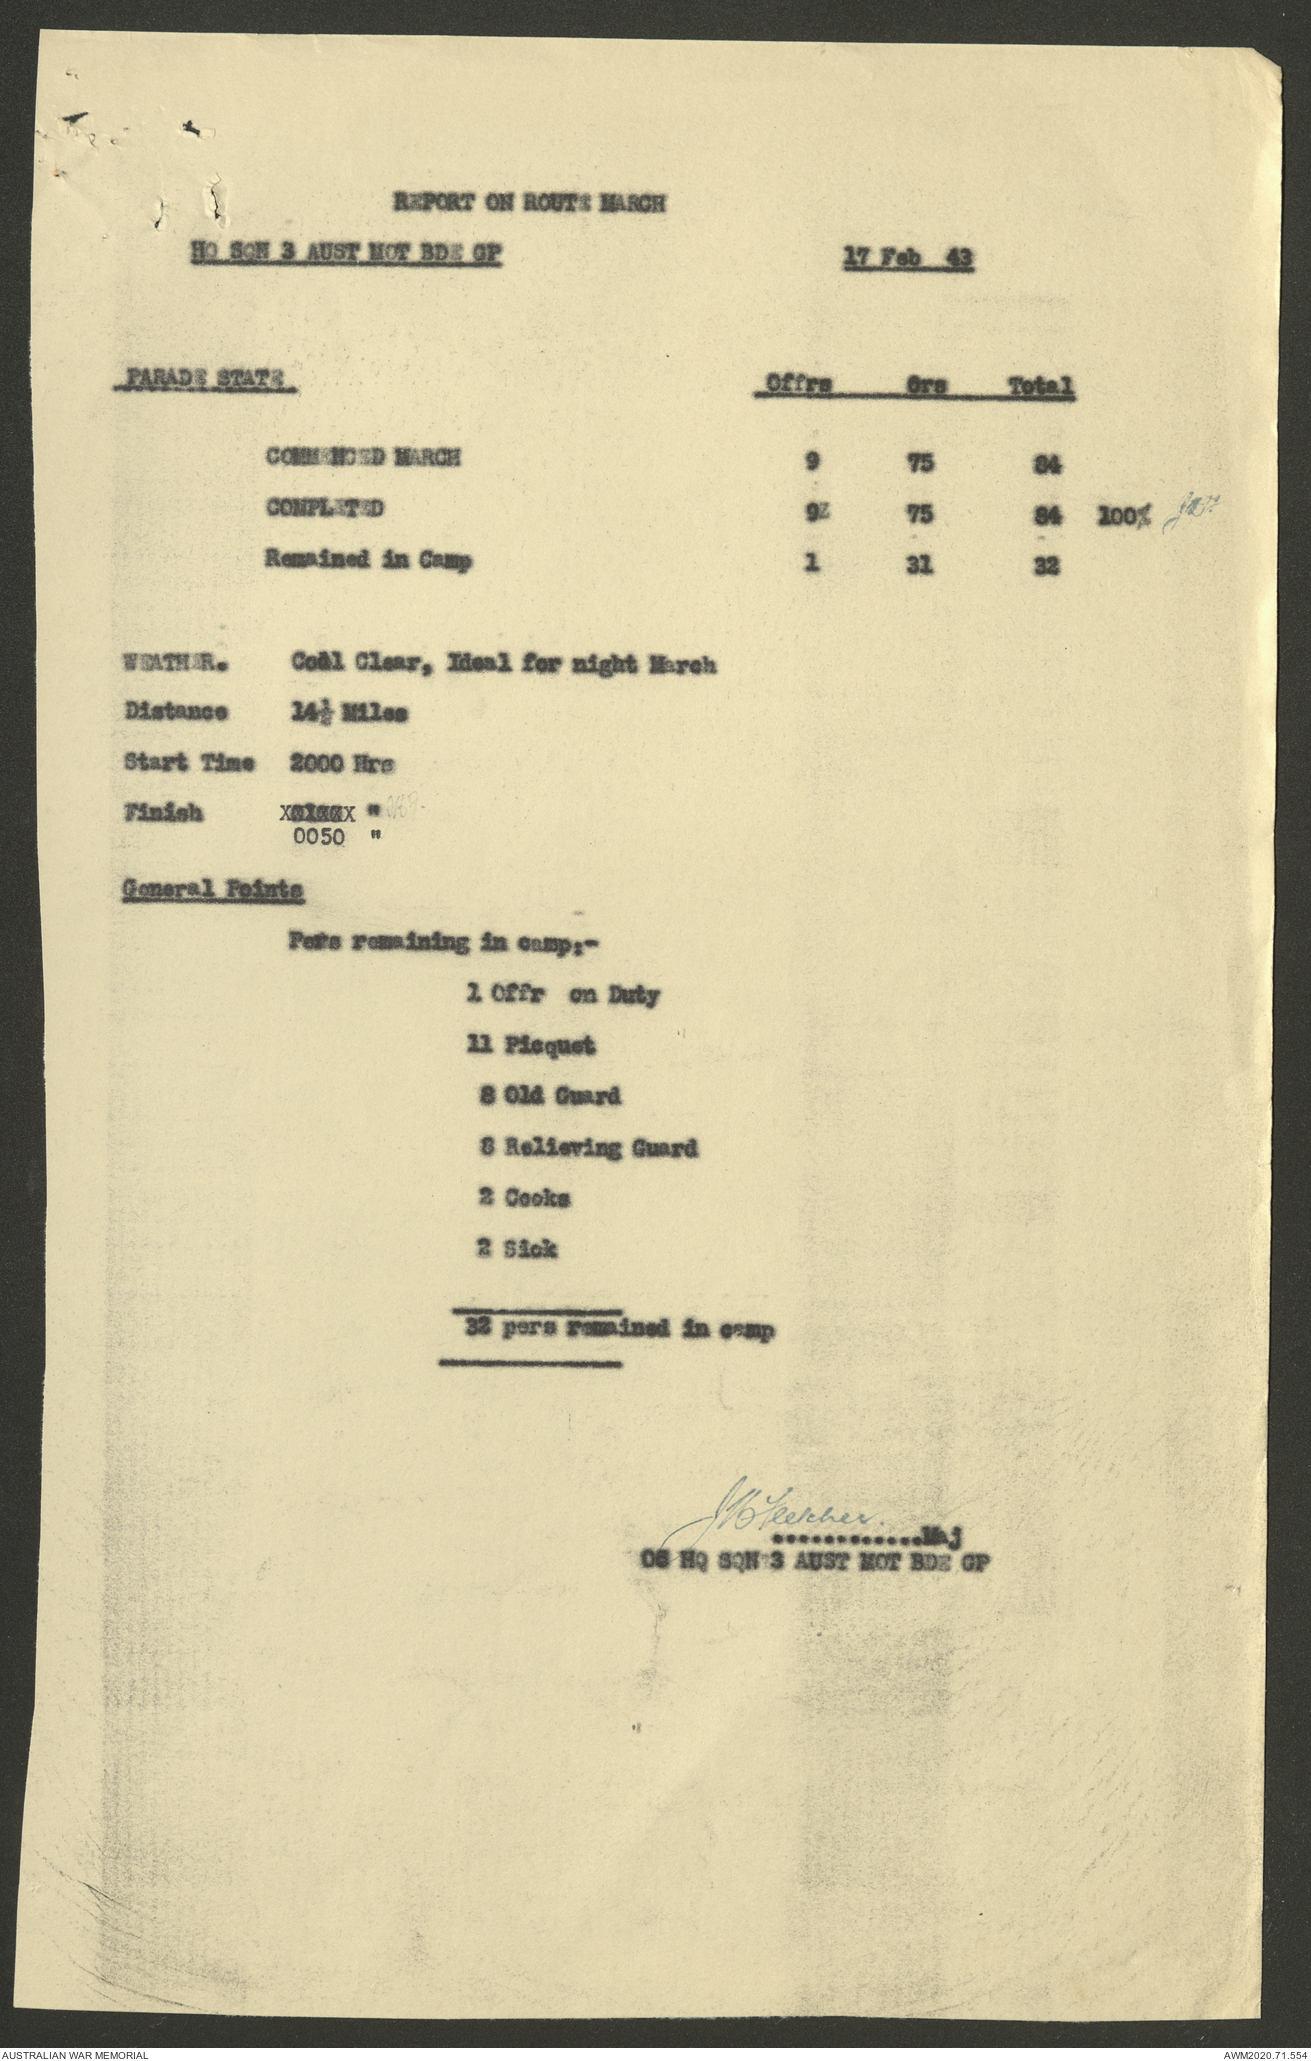 REPORT ON ROUTE MARCH
HQ SQN 3 AUST MOT BDE GP 17 Feb 43
PARADE STATE Offrs Ors Total
COMMENCED MARCH 9 75 84
COMPLETED 9 75 84 100%
Remained in Camp 1 31 32
WEATHER. Cool Clear, Ideal for night March
Distance 14½ Miles
Start Time 2000 Hrs
Finish "
0050 "
General Points
Pers remaining in camp:-
1 Offr on Duty
11 Picquet
8 Old Guard
8 Relieving Guard
2 Cooks
2 Sick
32 pers remained in camp
Fletcher.
.............Maj
OC HQ SQN 3 AUST MOT BDE GP
AUSTRALIAN WAR MEMORIAL AWM2020.71.554